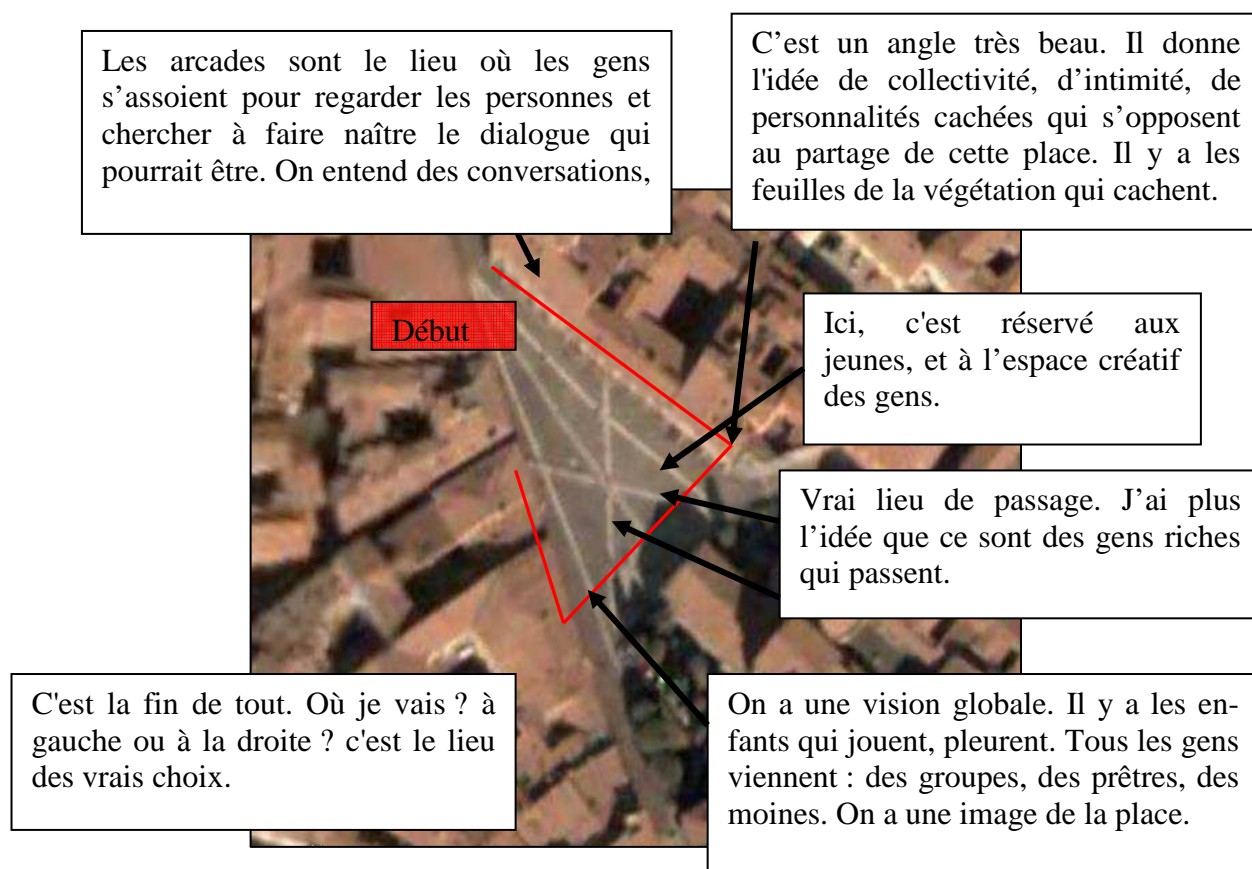 Les arcades sont le lieu où les gens
s’assoient pour regarder les personnes et
chercher à faire naître le dialogue qui
pourrait être. On entend des conversations,
C’est un angle très beau. Il donne
l'idée de collectivité, d’intimité, de
personnalités cachées qui s’opposent
au partage de cette place. Il y a les
feuilles de la végétation qui cachent.
Début
Ici, c'est réservé aux
jeunes, et à l’espace créatif
des gens.
Vrai lieu de passage. J’ai plus
l’idée que ce sont des gens riches
qui passent.
C'est la fin de tout. Où je vais ? à
gauche ou à la droite ? c'est le lieu
des vrais choix.
On a une vision globale. Il y a les en-
fants qui jouent, pleurent. Tous les gens
viennent : des groupes, des prêtres, des
moines. On a une image de la place.